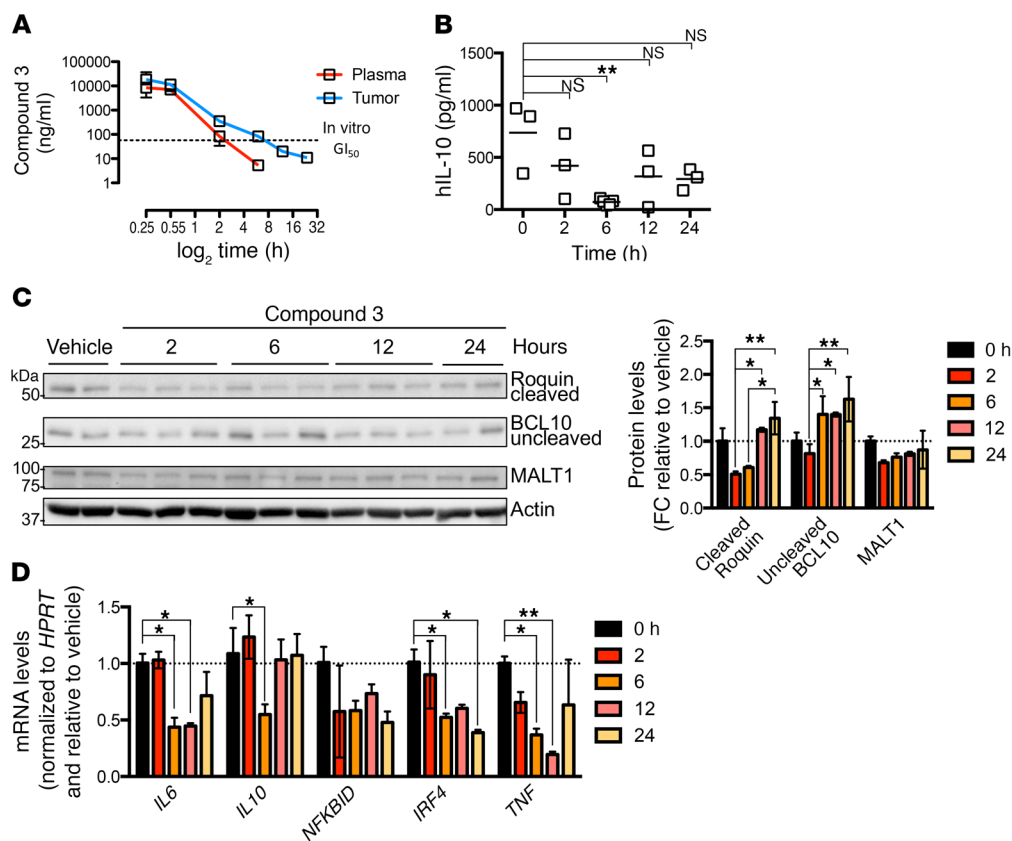 A
Compound 3
(ng/ml)
100000
10000
1000
100
10
1
Plasma
Tumor
In vitro
GI50
0.25 0.55 1 2 4 8 16 32
log2 time (h)
B
hIL-10 (pg/ml)
1500
1000
500
0
NS
NS
**
NS
0 2 6 12 24
Time (h)
C
Compound 3
Vehicle 2 6 12 24 Hours
kDa
50
Roquin
cleaved
25
BCL10
uncleaved
100
75
MALT1
37
Actin
Protein levels
(FC relative to vehicle)
2.5
2.0
1.5
1.0
0.5
0.0
** ** 
* * 
* *
Cleaved
Roquin
Uncleaved
BCL10
MALT1
0 h
2
6
12
24
D
mRNA levels
(normalized to HPRT
and relative to vehicle)
1.5
1.0
0.5
0.0
* * * **
* * *
IL6 IL10 NFKBID IRF4 TNF
0 h
2
6
12
24